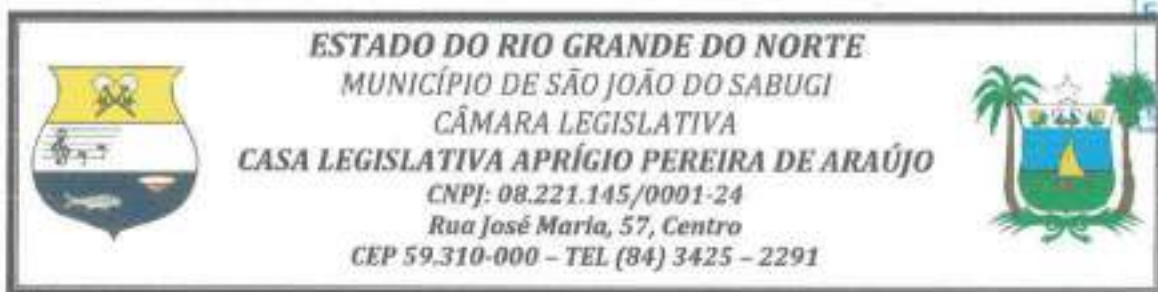 ESTADO DO RIO GRANDE DO NORTE
MUNICÍPIO DE SÃO JOÃO DO SABUGI
CÂMARA LEGISLATIVA
CASA LEGISLATIVA APRÍGIO PEREIRA DE ARAÚJO
CNPJ: 08.221.145/0001-24
Rua José Maria, 57, Centro
CEP 59.310-000 – TEL (84) 3425 – 2291